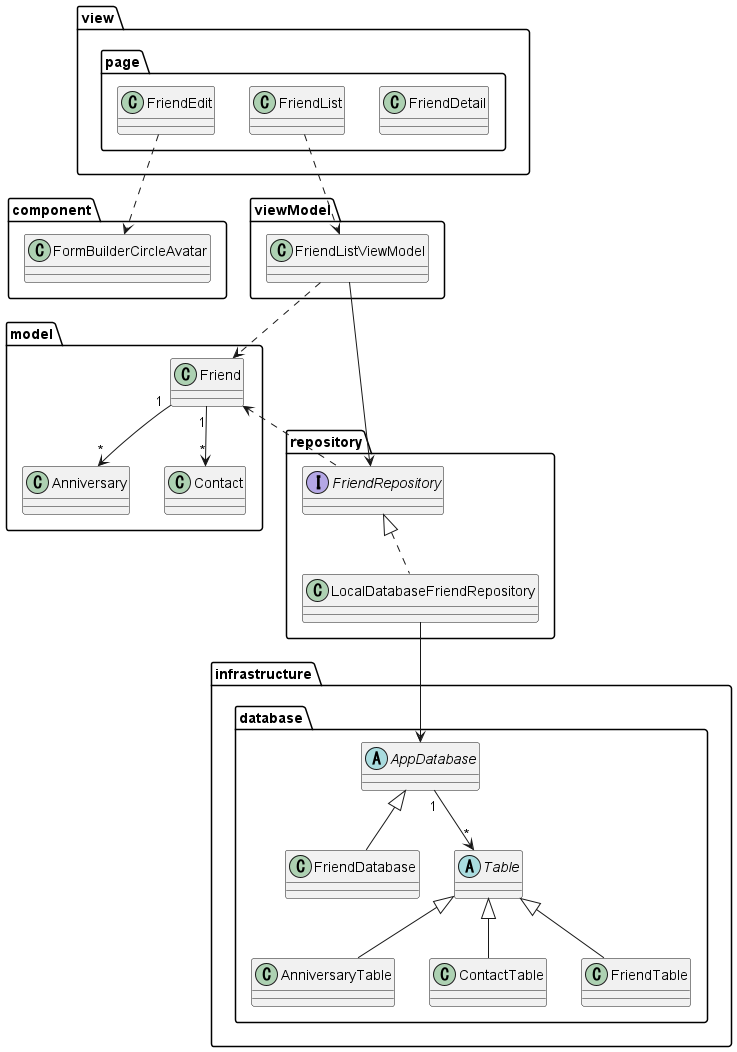 view
page
C FriendEdit
C FriendList
C FriendDetail
component
viewModel
C FormBuilderCircleAvatar
C FriendListViewModel
model
C Friend
1
1
*
*
C Anniversary
C Contact
repository
I FriendRepository
C LocalDatabaseFriendRepository
infrastructure
database
A AppDatabase
1
*
C FriendDatabase
A Table
C AnniversaryTable
C ContactTable
C FriendTable